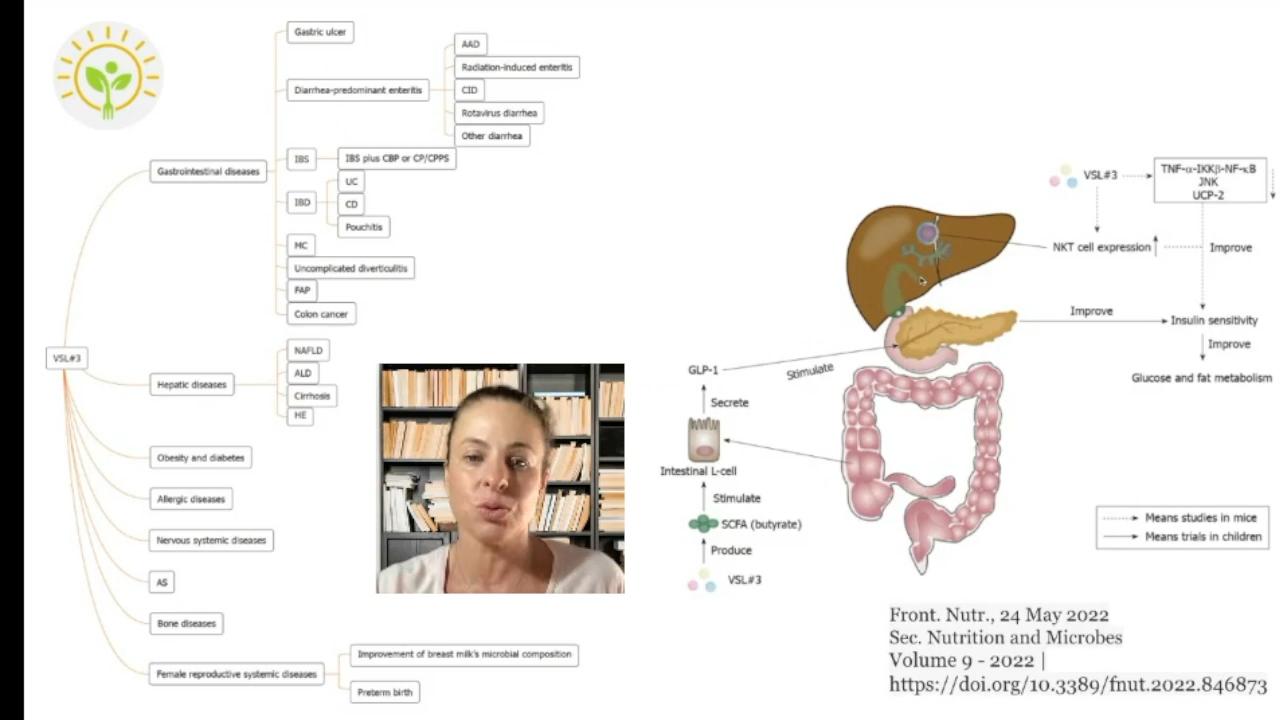 Gastric ulcer
AAD
Radiation-induced enteritis
Diarrhea-predominant enteritis
CID
Rotavirus diarrhea
Other diarrhea
IBS
IBS plus CBP or CP/CPPS
Gastrointestinal diseases
UC
IBD
CD
Pouchitis
MC
Uncomplicated diverticulitis
FAP
Colon cancer
VSL#3
NAFLD
Hepatic diseases
ALD
Cirrhosis
HE
Obesity and diabetes
Allergic diseases
Nervous systemic diseases
AS
Bone diseases
Female reproductive systemic diseases
Improvement of breast milk's microbial composition
Preterm birth
VSL#3
TNF-α-IKKβ-NF-κB
JNK
UCP-2
NKT cell expression
Improve
Improve
Insulin sensitivity
Improve
Glucose and fat metabolism
GLP-1
Stimulate
Secrete
Intestinal L-cell
Stimulate
SCFA (butyrate)
Produce
VSL#3
Means studies in mice
Means trials in children
Front. Nutr., 24 May 2022
Sec. Nutrition and Microbes
Volume 9 - 2022 |
https://doi.org/10.3389/fnut.2022.846873